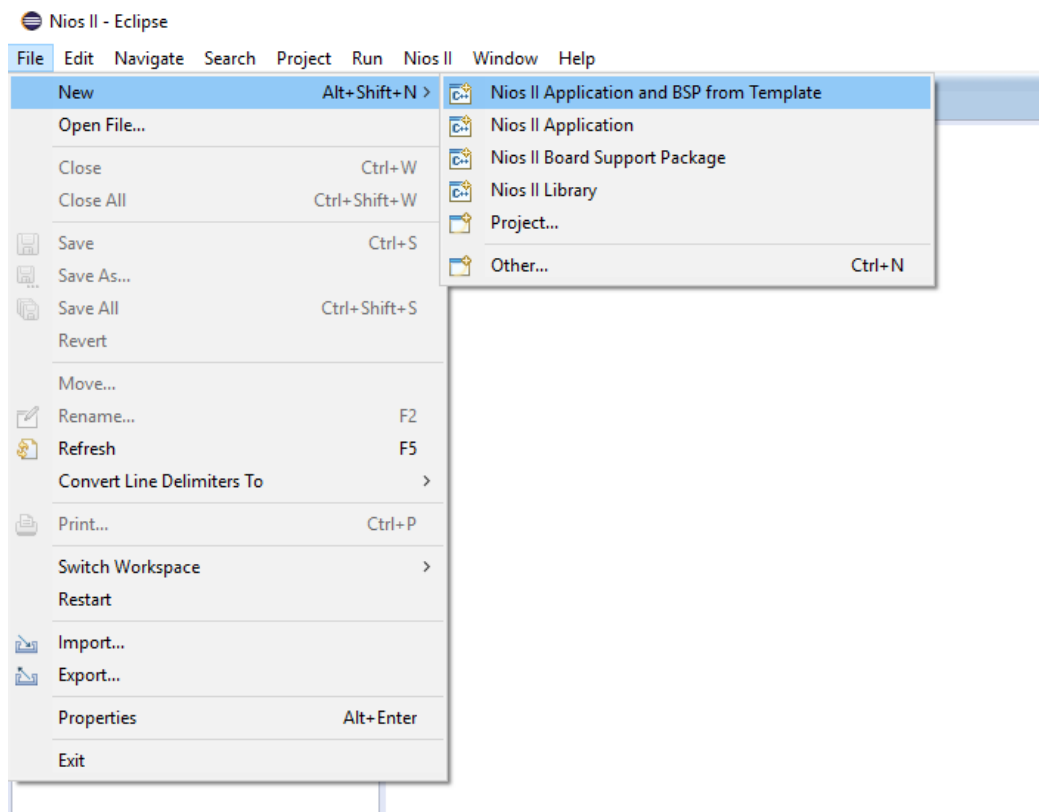 Nios II - Eclipse
File Edit Navigate Search Project Run Nios II Window Help
New Alt+Shift+N >
Open File...
Close Ctrl+W
Close All Ctrl+Shift+W
Save Ctrl+S
Save As...
Save All Ctrl+Shift+S
Revert
Move...
Rename... F2
Refresh F5
Convert Line Delimiters To >
Print... Ctrl+P
Switch Workspace >
Restart
Import...
Export...
Properties Alt+Enter
Exit
Nios II Application and BSP from Template
Nios II Application
Nios II Board Support Package
Nios II Library
Project...
Other... Ctrl+N